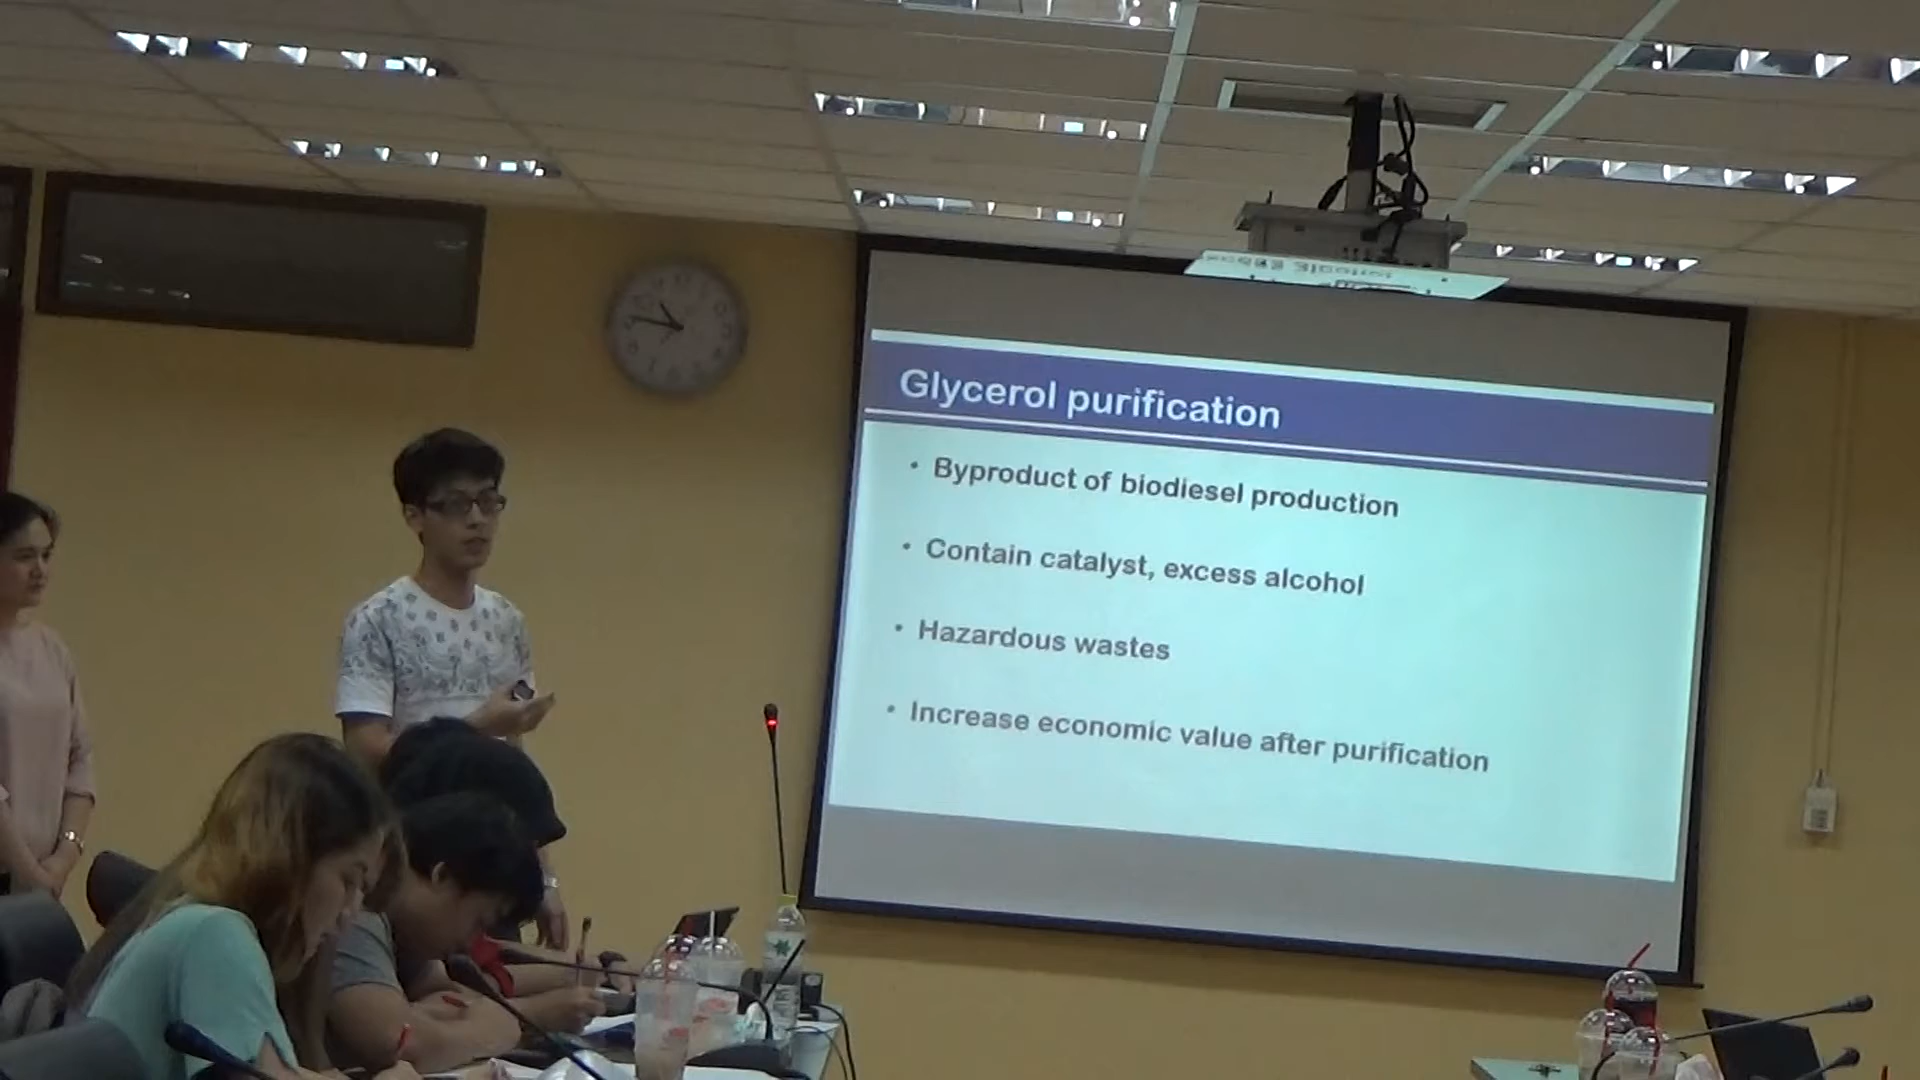 Glycerol purification
• Byproduct of biodiesel production
• Contain catalyst, excess alcohol
• Hazardous wastes
• Increase economic value after purification